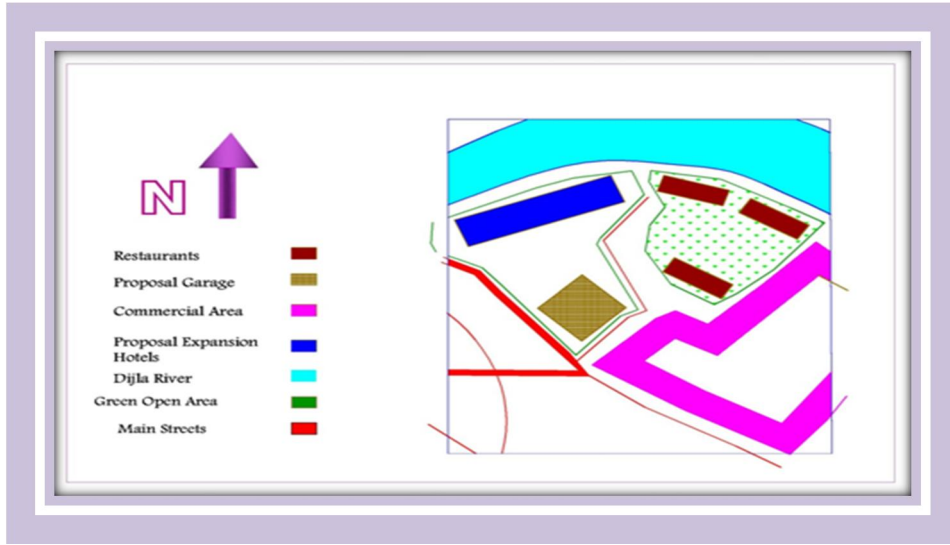 N
Restaurants
Proposal Garage
Commercial Area
Proposal Expansion
Hotels
Dijla River
Green Open Area
Main Streets